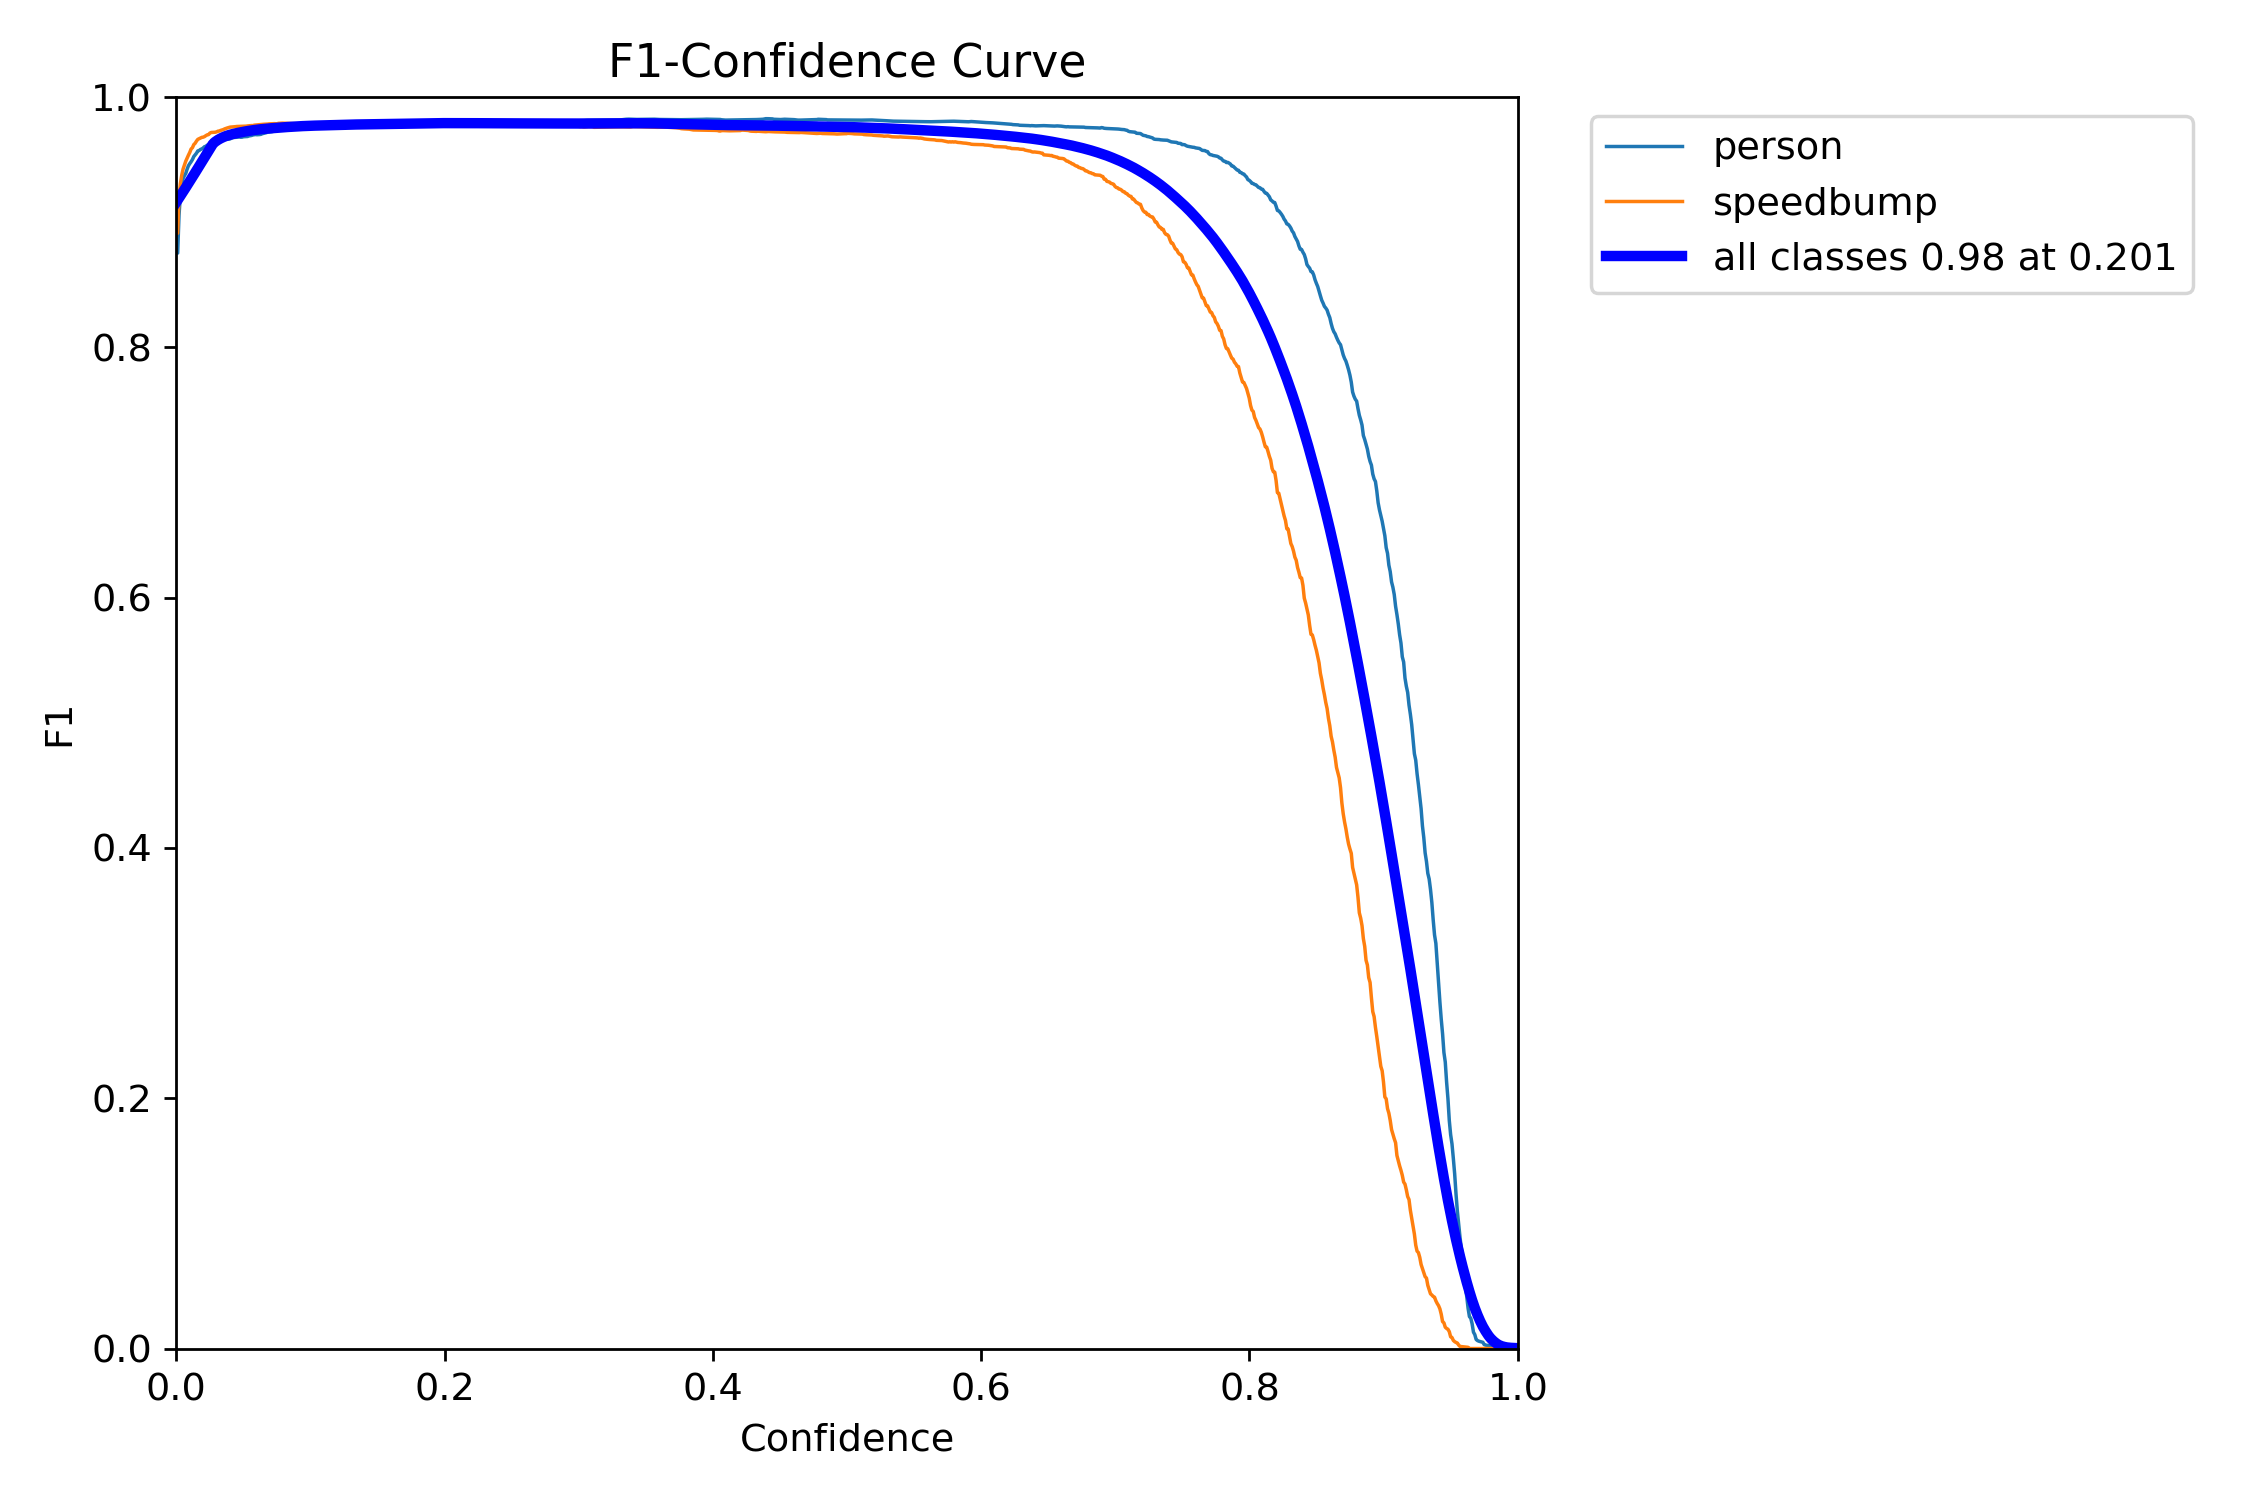 F1-Confidence Curve
1.0
0.8
0.6
0.4
0.2
0.0
F1
0.0 0.2 0.4 0.6 0.8 1.0
Confidence
person
speedbump
all classes 0.98 at 0.201